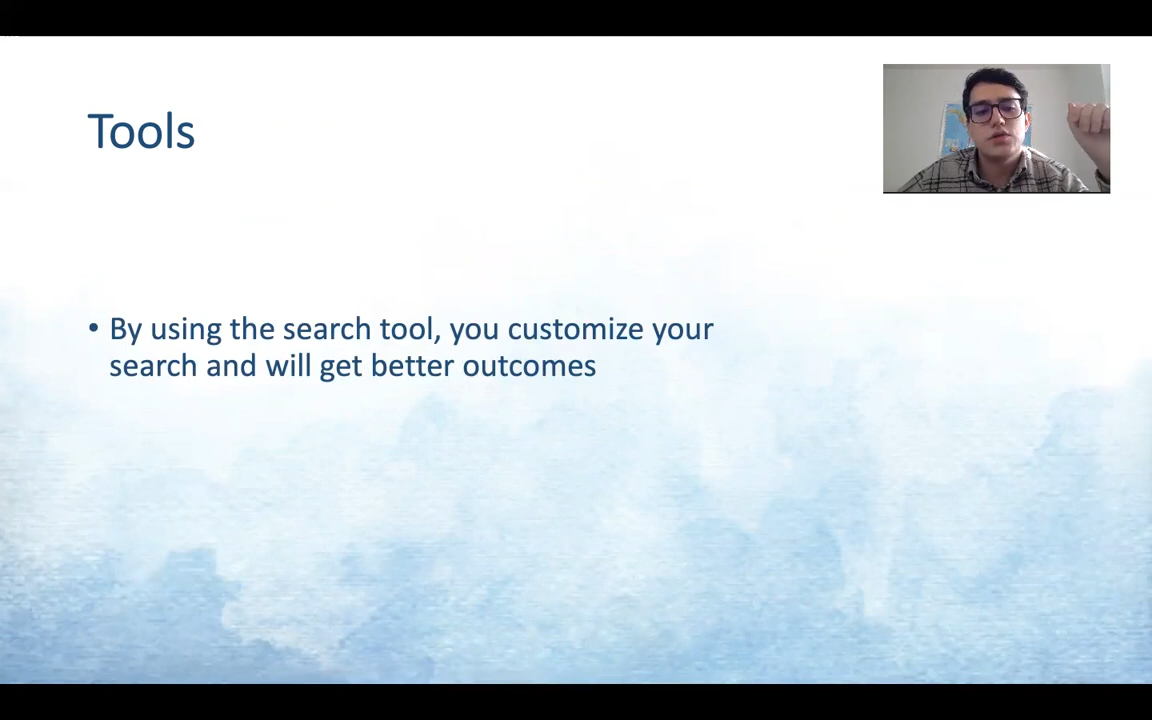 Tools
• By using the search tool, you customize your
search and will get better outcomes